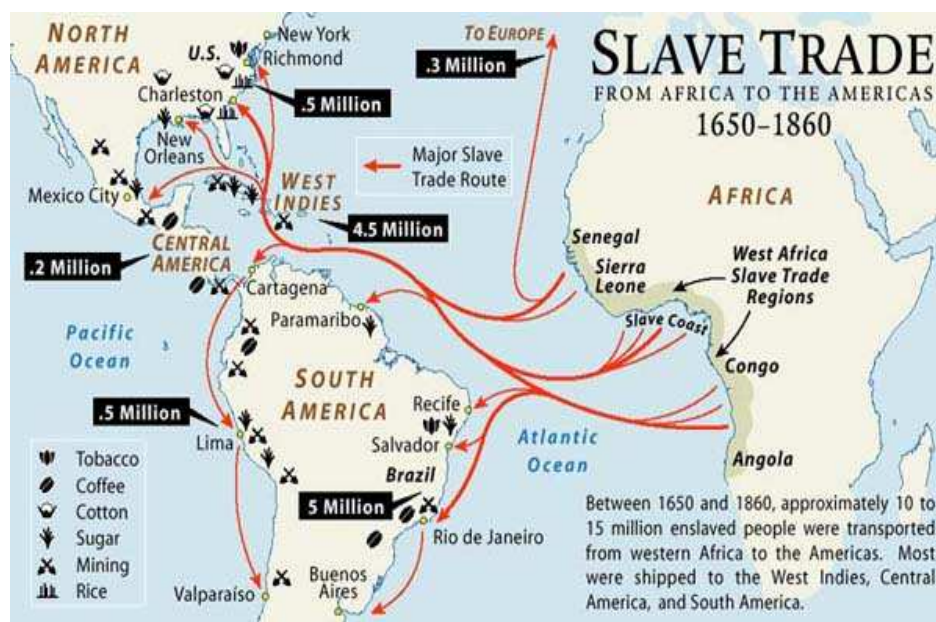 SLAVE TRADE
FROM AFRICA TO THE AMERICAS
1650–1860
NORTH
AMERICA
U.S.
New York
Richmond
Charleston
.5 Million
New
Orleans
Mexico City
TO EUROPE
.3 Million
Major Slave
Trade Route
WEST
INDIES
4.5 Million
CENTRAL
AMERICA
.2 Million
Cartagena
Paramaribo
Pacific
Ocean
SOUTH
AMERICA
.5 Million
Lima
Recife
Salvador
Brazil
5 Million
Rio de Janeiro
Valparaíso
Buenos
Aires
Atlantic
Ocean
AFRICA
Senegal
Sierra
Leone
West Africa
Slave Trade
Regions
Slave Coast
Congo
Angola
Tobacco
Coffee
Cotton
Sugar
Mining
Rice
Between 1650 and 1860, approximately 10 to
15 million enslaved people were transported
from western Africa to the Americas. Most
were shipped to the West Indies, Central
America, and South America.